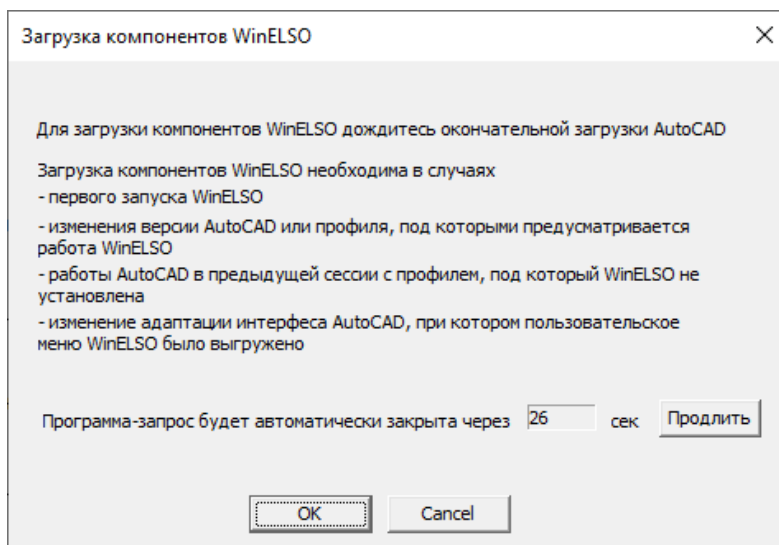 Загрузка компонентов WinELSO
Для загрузки компонентов WinELSO дождитесь окончательной загрузки AutoCAD
Загрузка компонентов WinELSO необходима в случаях
- первого запуска WinELSO
- изменения версии AutoCAD или профиля, под которыми предусматривается
работа WinELSO
- работы AutoCAD в предыдущей сессии с профилем, под который WinELSO не
установлена
- изменение адаптации интерфеса AutoCAD, при котором пользовательское
меню WinELSO было выгружено
Программа-запрос будет автоматически закрыта через 26 сек Продлить
OK Cancel